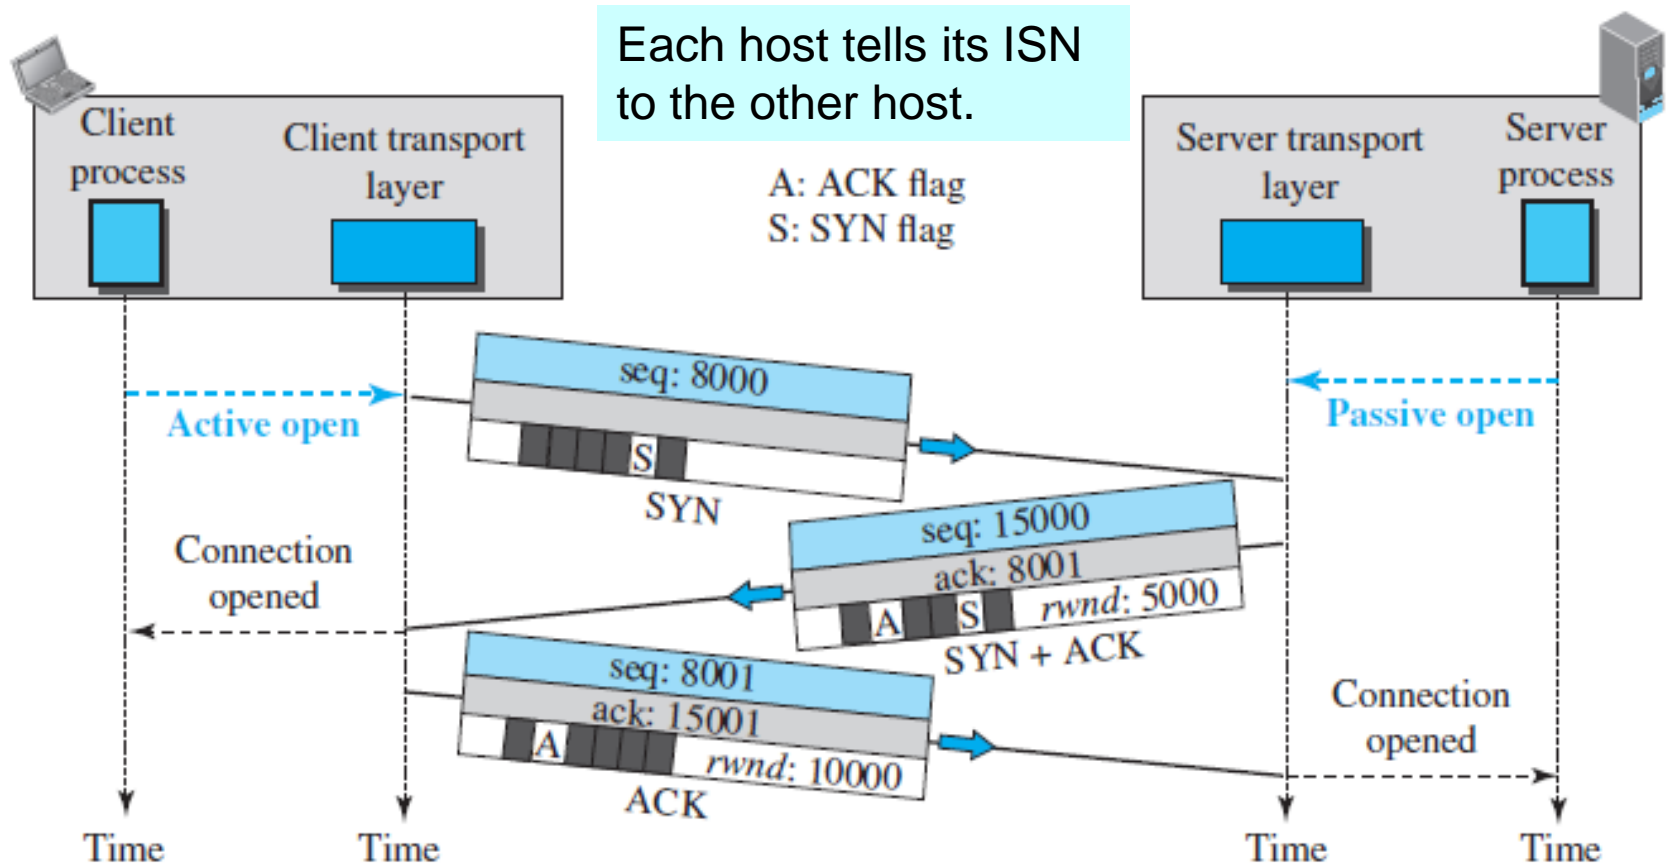 Each host tells its ISN
to the other host.
Client
process
Client transport
layer
A: ACK flag
S: SYN flag
Server transport
layer
Server
process
seq: 8000
S
SYN
Active open
Passive open
seq: 15000
ack: 8001
A S rwnd: 5000
SYN + ACK
Connection
opened
seq: 8001
ack: 15001
A rwnd: 10000
ACK
Connection
opened
Time
Time
Time
Time